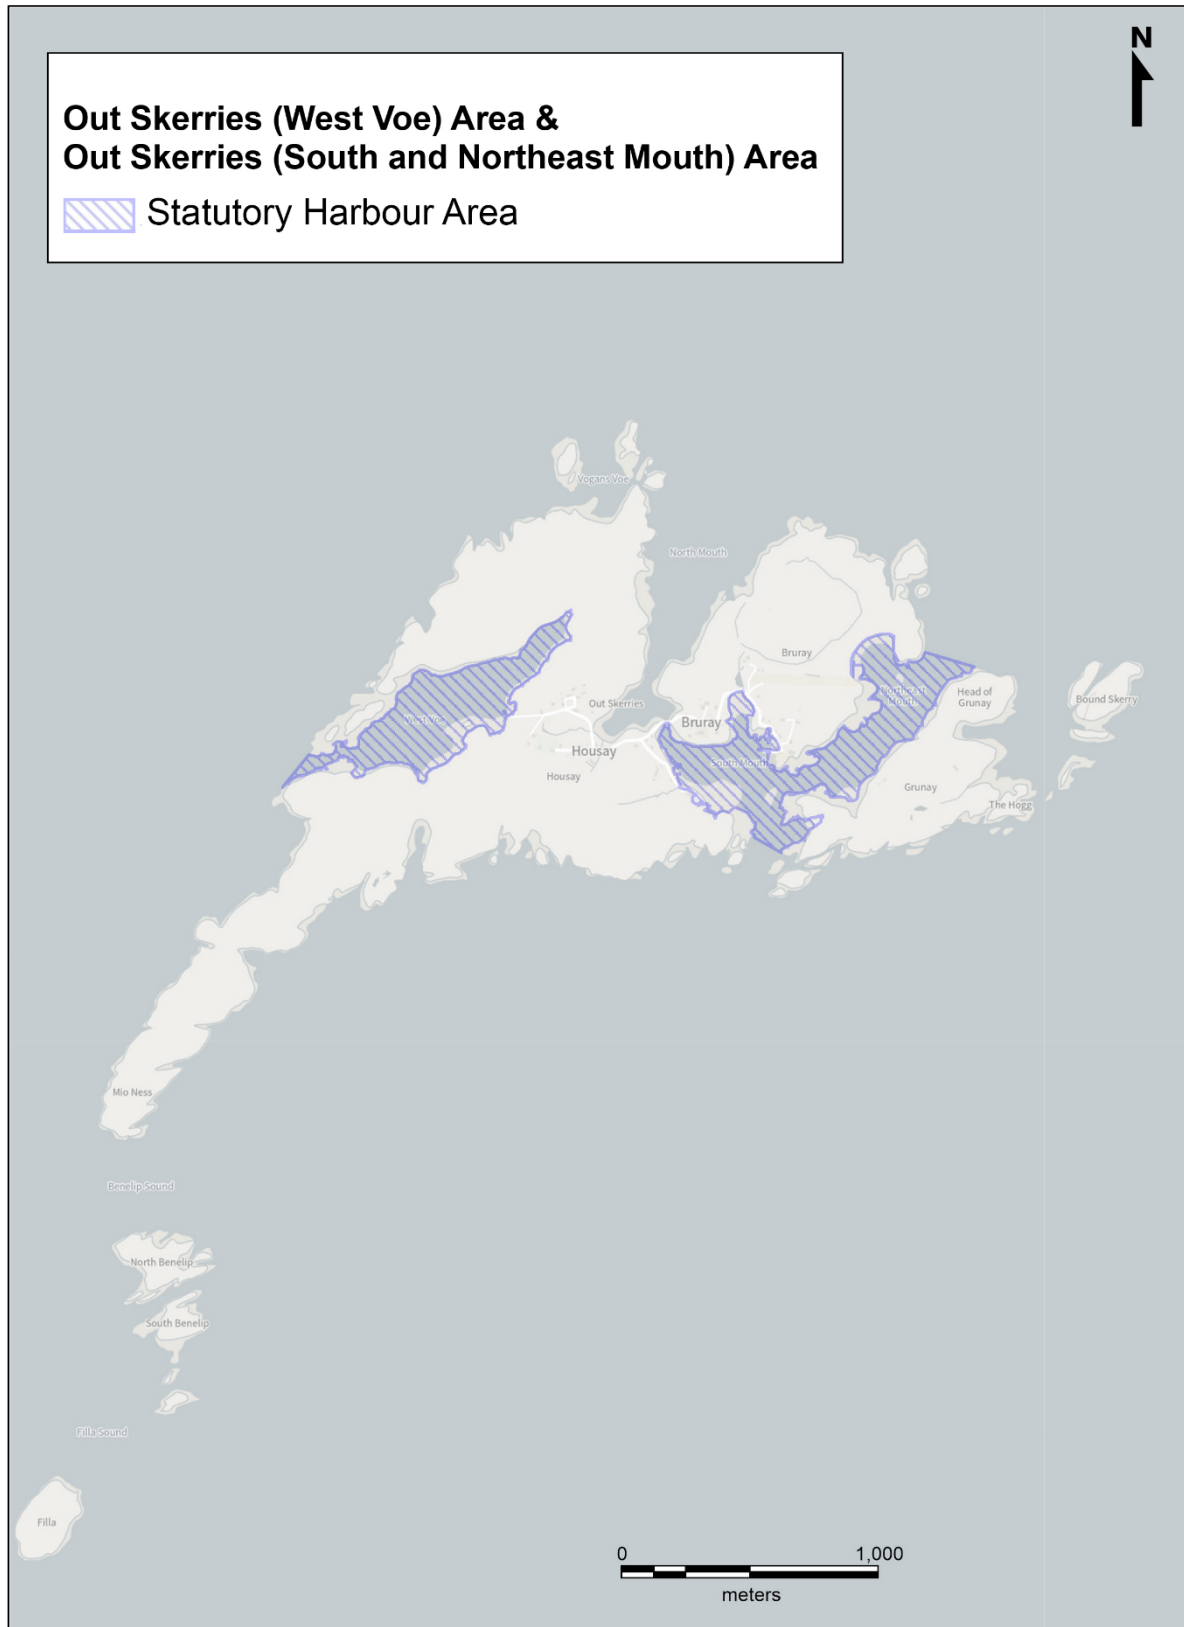 N
Out Skerries (West Voe) Area &
Out Skerries (South and Northeast Mouth) Area
Statutory Harbour Area
Vogans Voe
North Mouth
Bruray
Northeast
Mouth
Head of
Grunay
Bound Skerry
Out Skerries
West Voe
Bruray
Housay
South Mouth
Housay
Grunay
The Hogg
Mio Ness
Benelip Sound
North Benelip
South Benelip
Filla Sound
Filla
0 1,000
meters